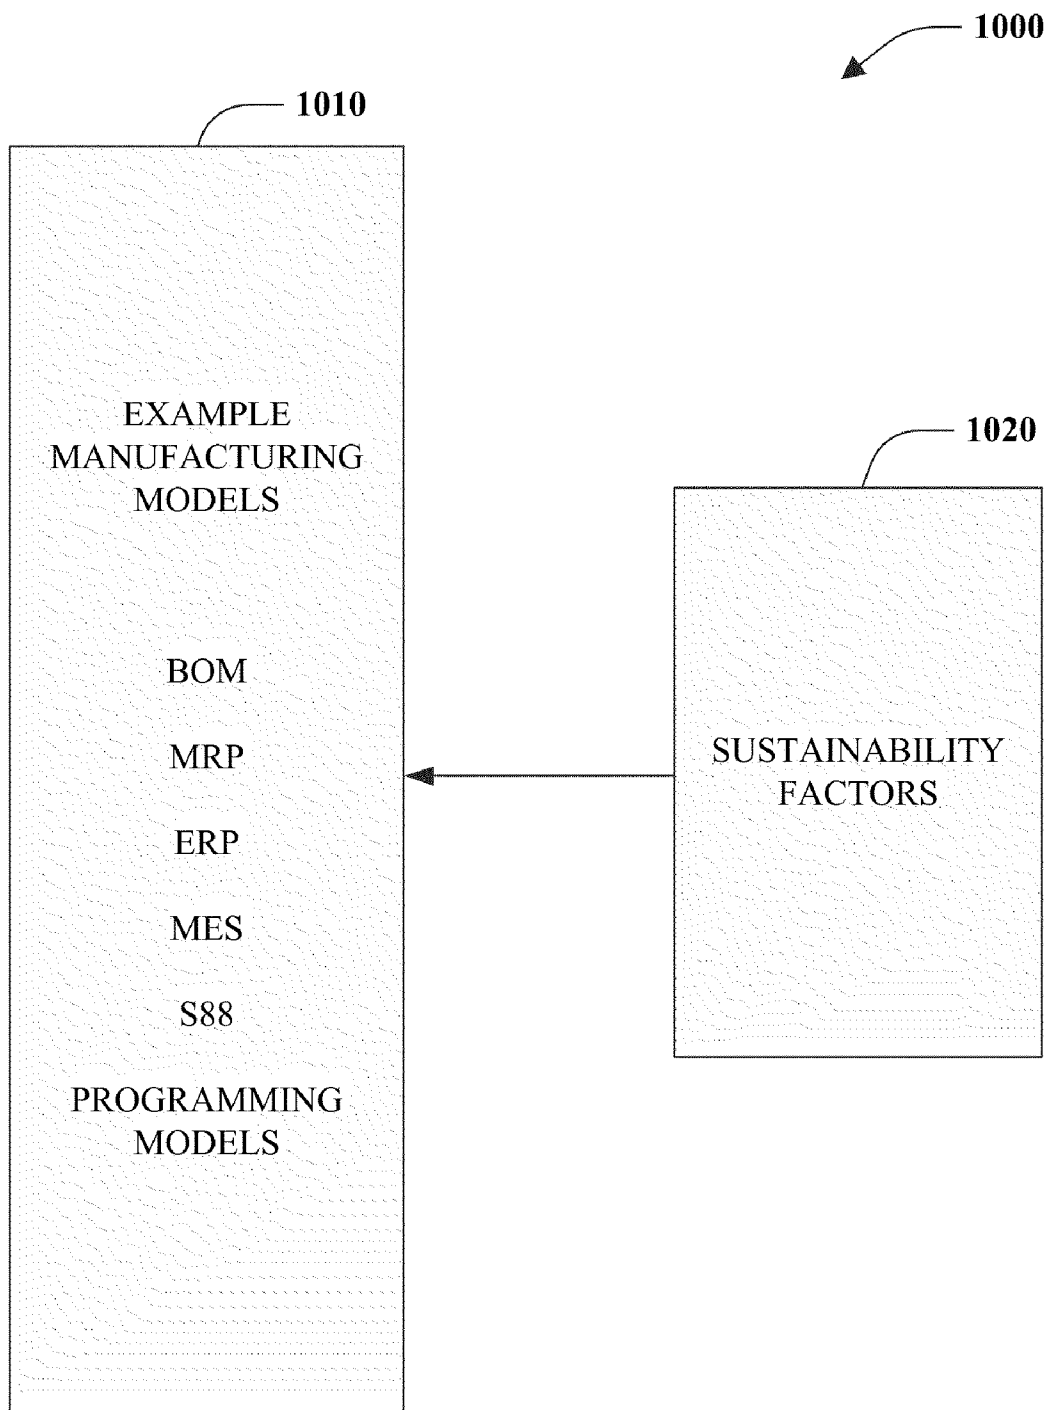 1000
1010
EXAMPLE
MANUFACTURING
MODELS
1020
BOM
MRP
SUSTAINABILITY
FACTORS
ERP
MES
S88
PROGRAMMING
MODELS